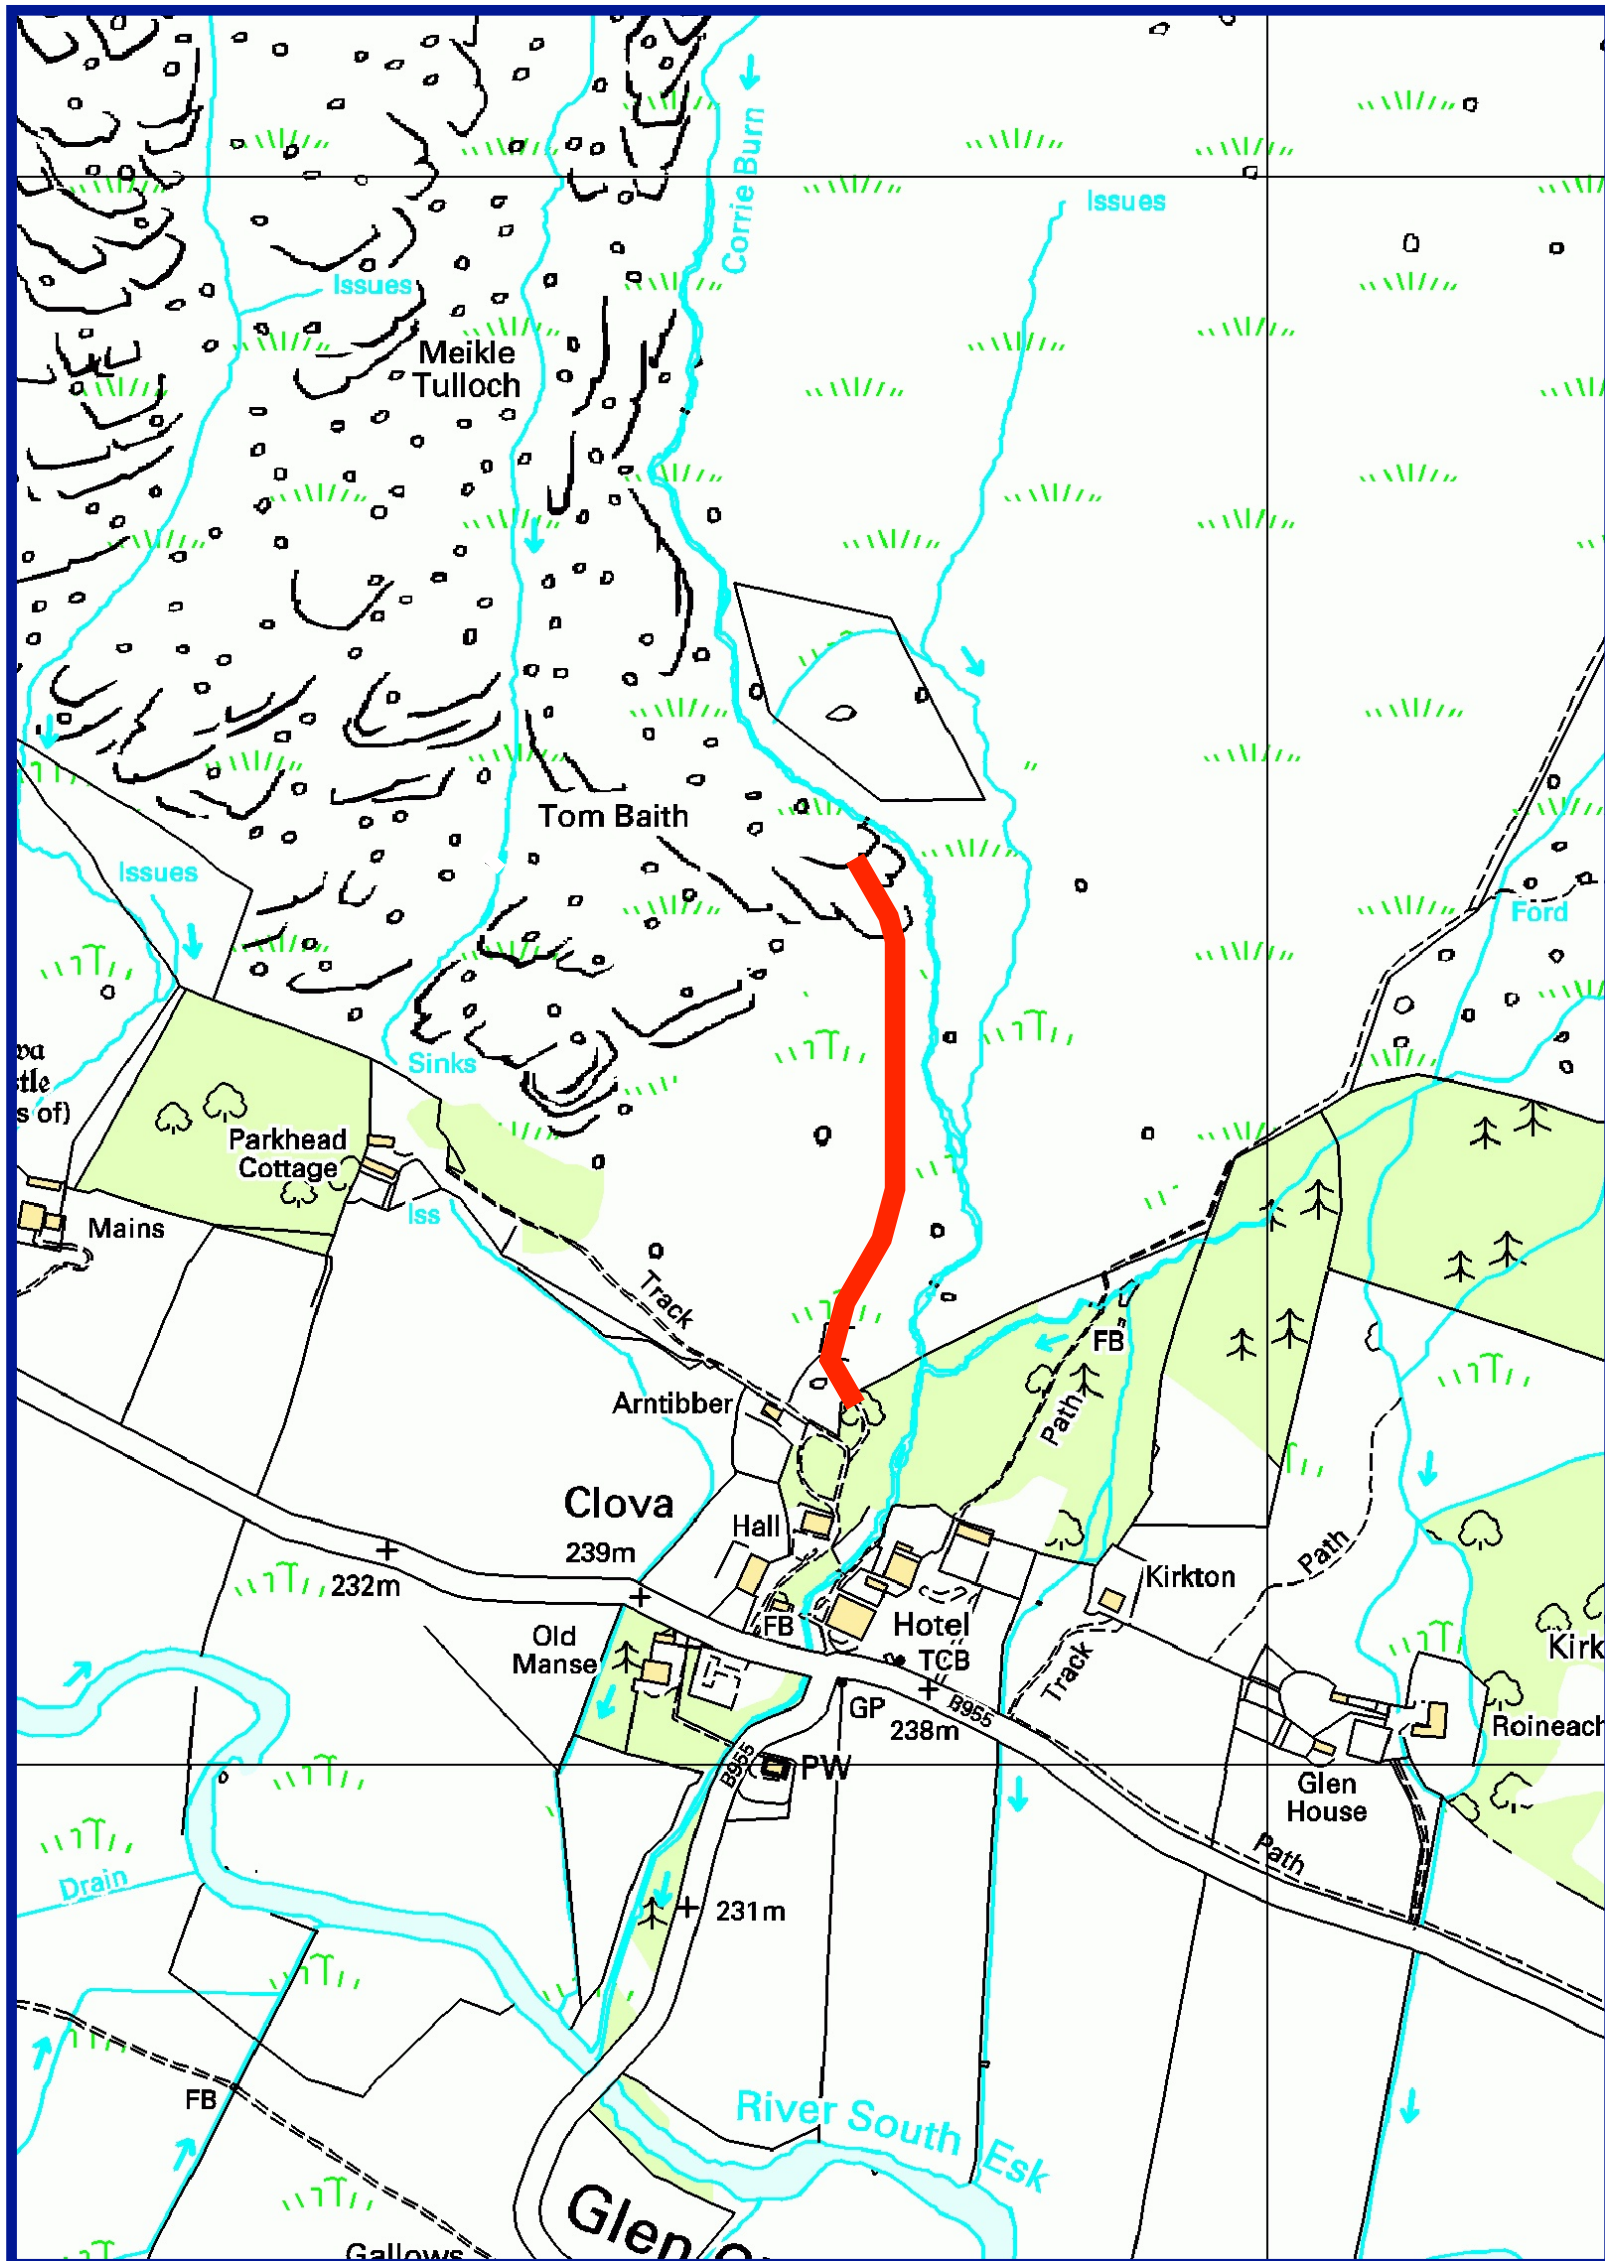 Corrie Burn
Issues
Issues
Meikle
Tulloch
Tom Baith
Issues
Ford
Sinks
s of)
Parkhead
Cottage
Iss
Mains
Track
FB
Arntibber
Path
Clova
Hall
239m
232m
Kirkton
Path
Hotel
FB
TCB
Old
Manse
Track
Kirk
GP
B955
238m
Roineach
B955
PW
Glen
House
Path
Drain
231m
FB
River South Esk
Glen
Gallows